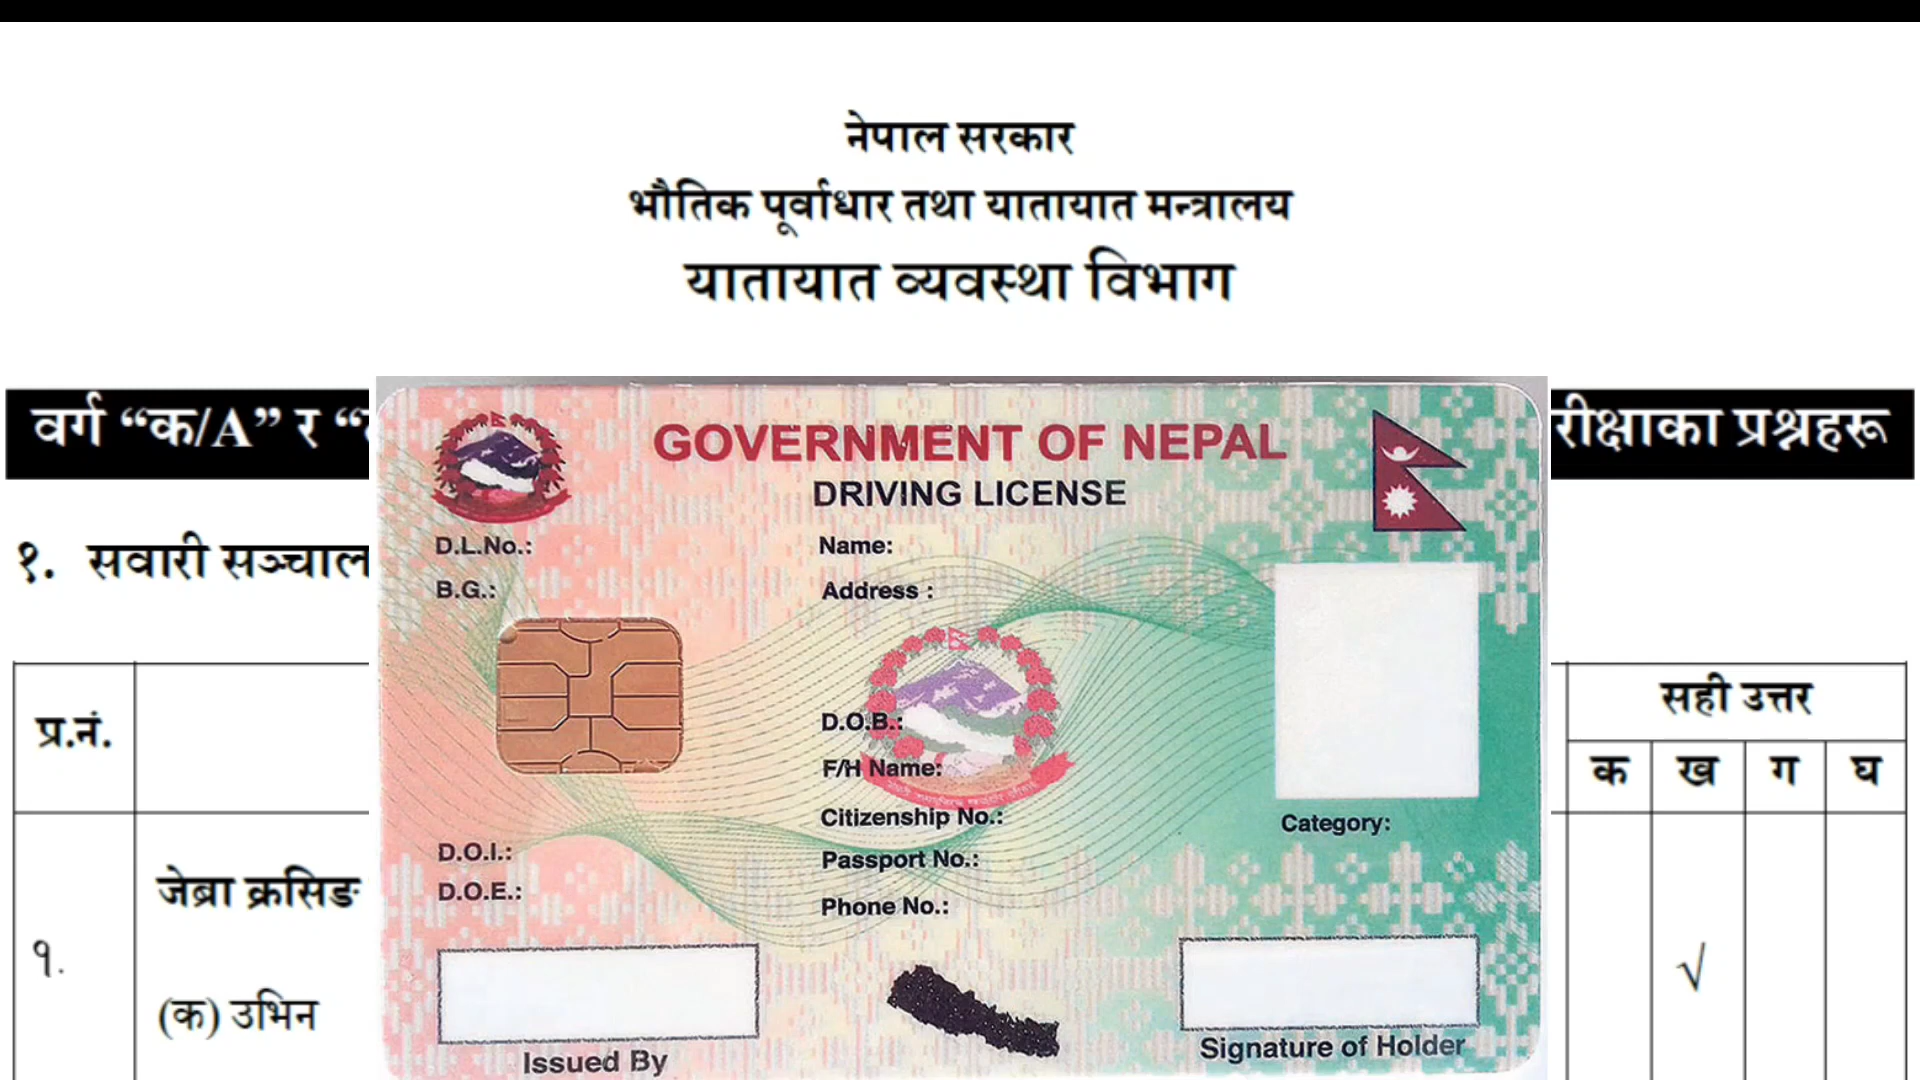 नेपाल सरकार
भौतिक पूर्वाधार तथा यातायात मन्त्रालय
यातायात व्यवस्था विभाग
वर्ग “क/A” र “
रीक्षाका प्रश्नहरू
१. सवारी सञ्चाल
प्र.नं.
सही उत्तर
क ख ग घ
१.
जेब्रा क्रसिङ
(क) उभिन
√
GOVERNMENT OF NEPAL
DRIVING LICENSE
D.L.No.:
Name:
B.G.:
Address :
D.O.B.:
F/H Name:
Citizenship No.:
Category:
D.O.I.:
Passport No.:
D.O.E.:
Phone No.:
Issued By
Signature of Holder